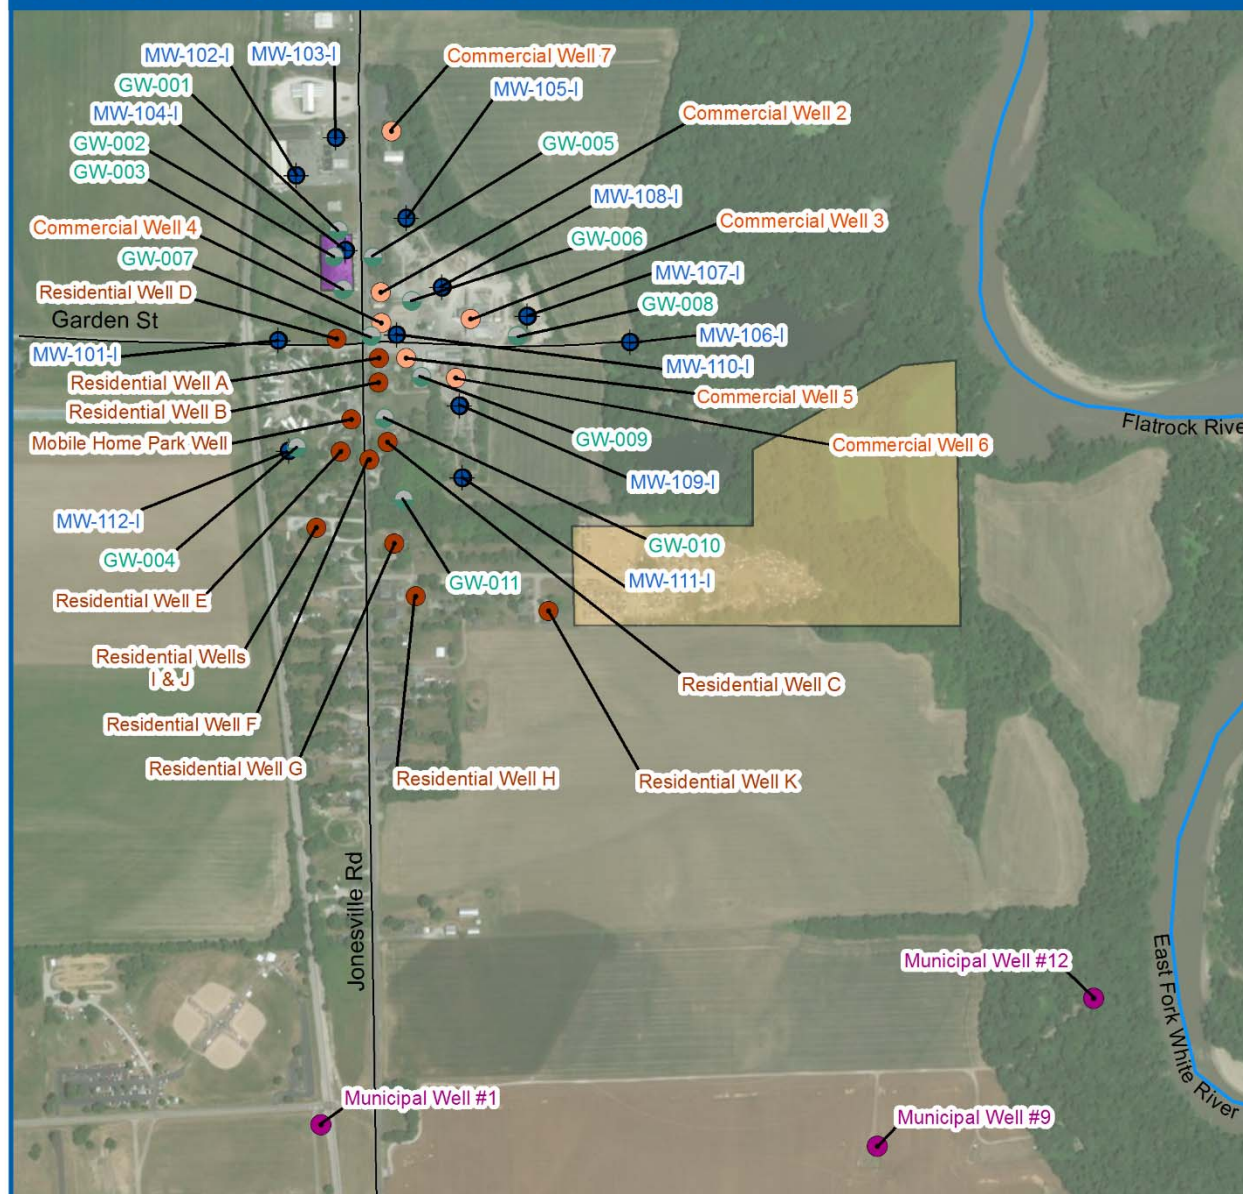 MW-102-I
MW-103-I
Commercial Well 7
GW-001
MW-105-I
MW-104-I
Commercial Well 2
GW-002
GW-005
GW-003
MW-108-I
Commercial Well 4
Commercial Well 3
GW-006
GW-007
MW-107-I
Residential Well D
GW-008
Garden St
MW-106-I
MW-101-I
MW-110-I
Residential Well A
Commercial Well 5
Residential Well B
Flatrock Rive
Mobile Home Park Well
GW-009
Commercial Well 6
MW-109-I
MW-112-I
GW-010
GW-004
MW-111-I
GW-011
Residential Well E
Residential Wells
I & J
Residential Well C
Residential Well F
Residential Well G
Residential Well H
Residential Well K
Jonesville Rd
Municipal Well #12
East Fork White River
Municipal Well #1
Municipal Well #9